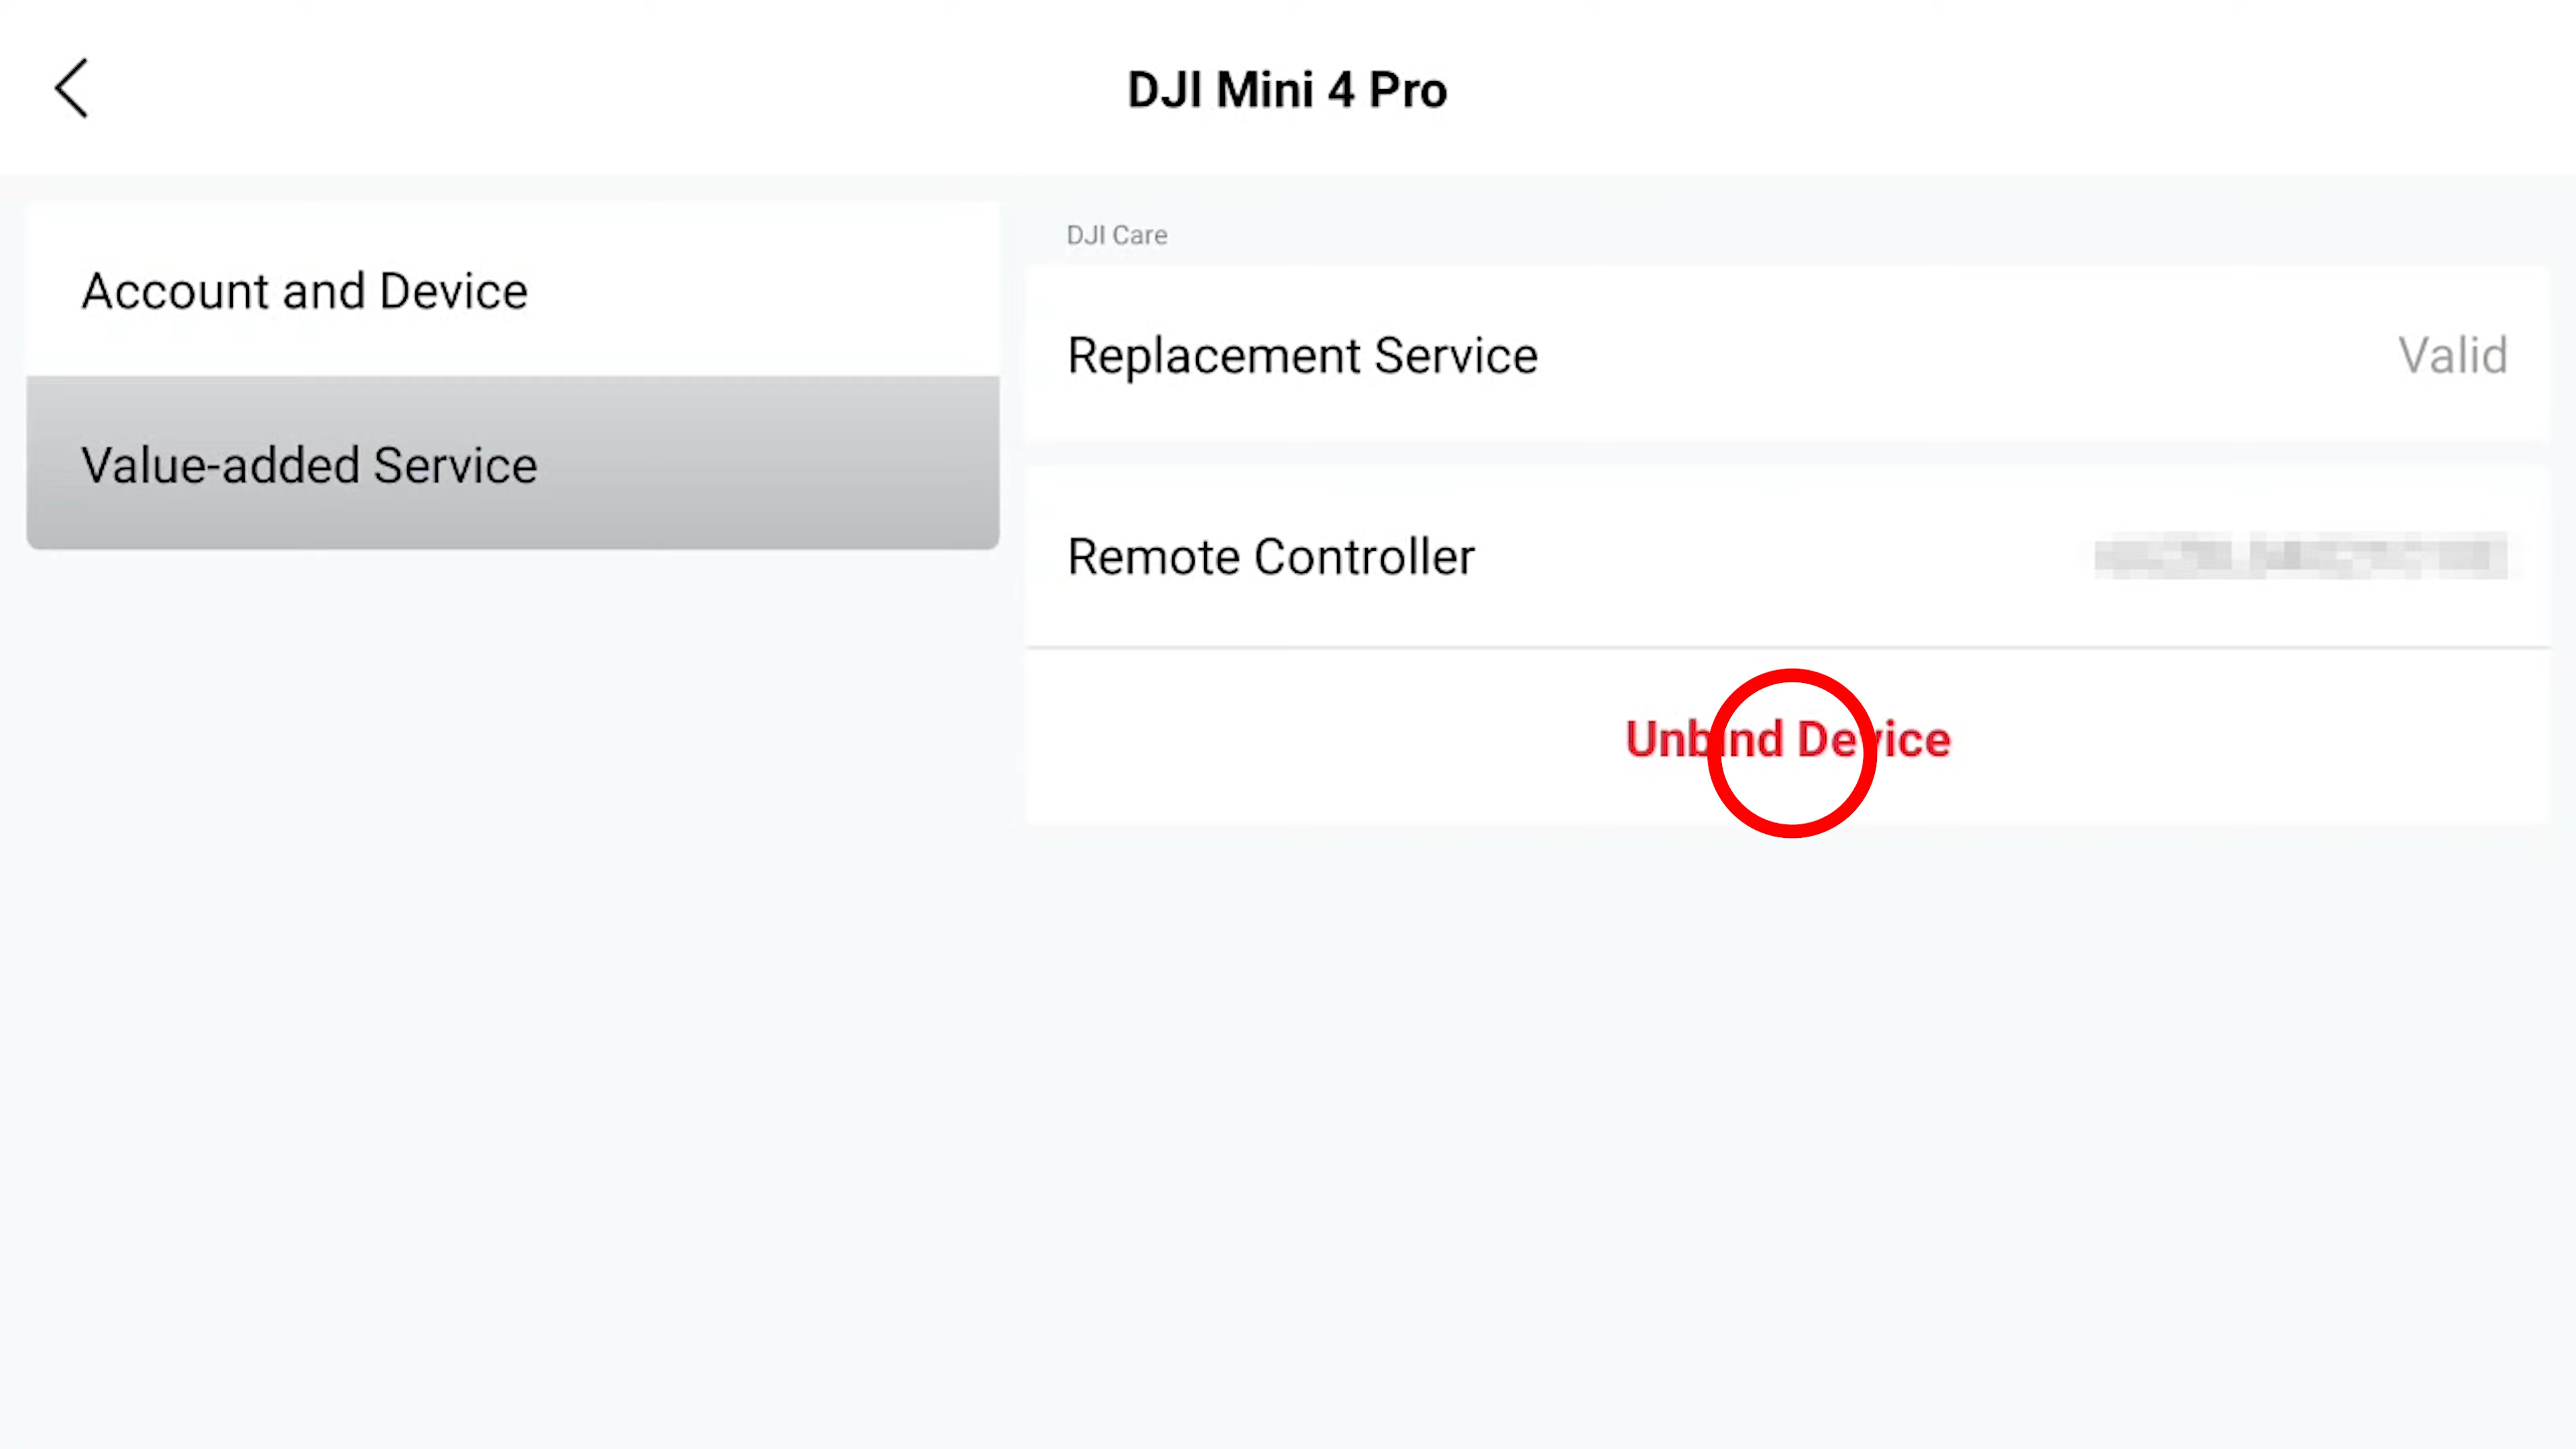 DJI Mini 4 Pro
Account and Device
Value-added Service
DJI Care
Replacement Service Valid
Remote Controller
Unbind Device